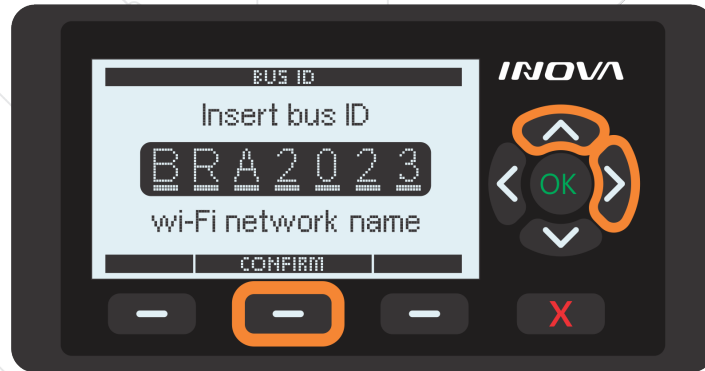 BUS ID
INOVA
Insert bus ID
BRA2023
OK
wi-Fi network name
CONFIRM
X